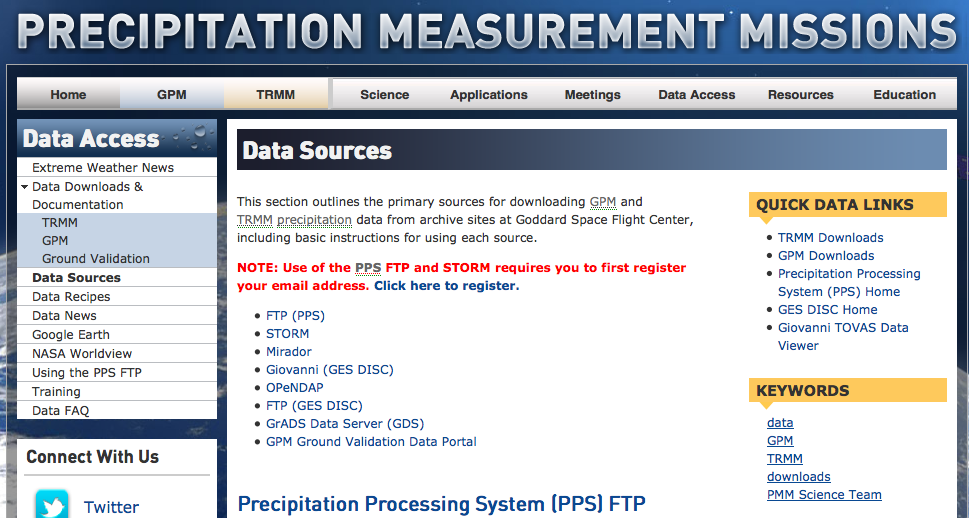 PRECIPITATION MEASUREMENT MISSIONS
Home GPM TRMM Science Applications Meetings Data Access Resources Education
Data Access
Extreme Weather News
Data Downloads &
Documentation
TRMM
GPM
Ground Validation
Data Sources
Data Recipes
Data News
Google Earth
NASA Worldview
Using the PPS FTP
Training
Data FAQ
Connect With Us
Twitter
Data Sources
This section outlines the primary sources for downloading GPM and
TRMM precipitation data from archive sites at Goddard Space Flight Center,
including basic instructions for using each source.
NOTE: Use of the PPS FTP and STORM requires you to first register
your email address. Click here to register.
FTP (PPS)
STORM
Mirador
Giovanni (GES DISC)
OPeNDAP
FTP (GES DISC)
GrADS Data Server (GDS)
GPM Ground Validation Data Portal
Precipitation Processing System (PPS) FTP
QUICK DATA LINKS
TRMM Downloads
GPM Downloads
Precipitation Processing
System (PPS) Home
GES DISC Home
Giovanni TOVAS Data
Viewer
KEYWORDS
data
GPM
TRMM
downloads
PMM Science Team